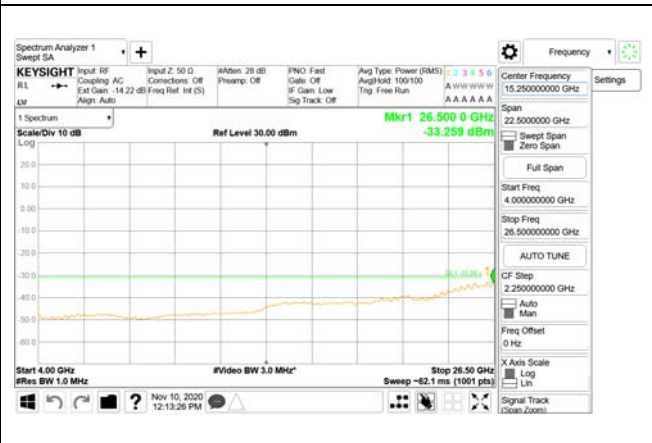 Spectrum Analyzer 1
Swept SA
Frequency
KEYSIGHT
RL
Input: RF
Coupling: AC
Ext Gain: -14.22 dB
Align: Auto
Input Z: 50 Ω
Corrections: Off
Freq Ref: Int (S)
#Atten: 28 dB
Preamp: Off
PNO: Fast
Gate: Off
IF Gain: Low
Sig Track: Off
Avg Type: Power (RMS)
Avg|Hold: 100/100
Trig: Free Run
1 2 3 4 5 6
A W W W W W
A A A A A A
1 Spectrum
Scale/Div 10 dB
Log
Ref Level 30.00 dBm
Mkr1 26.500 0 GHz
-33.259 dBm
20.0
10.0
0.00
-10.0
-20.0
-30.0
-40.0
-50.0
-60.0
1
Start 4.00 GHz
#Res BW 1.0 MHz
#Video BW 3.0 MHz*
Stop 26.50 GHz
Sweep ~62.1 ms (1001 pts)
Nov 10, 2020
12:13:26 PM
Center Frequency
15.250000000 GHz
Span
22.5000000 GHz
Swept Span
Zero Span
Full Span
Start Freq
4.000000000 GHz
Stop Freq
26.500000000 GHz
AUTO TUNE
CF Step
2.250000000 GHz
Auto
Man
Freq Offset
0 Hz
X Axis Scale
Log
Lin
Signal Track
(Span Zoom)
Settings